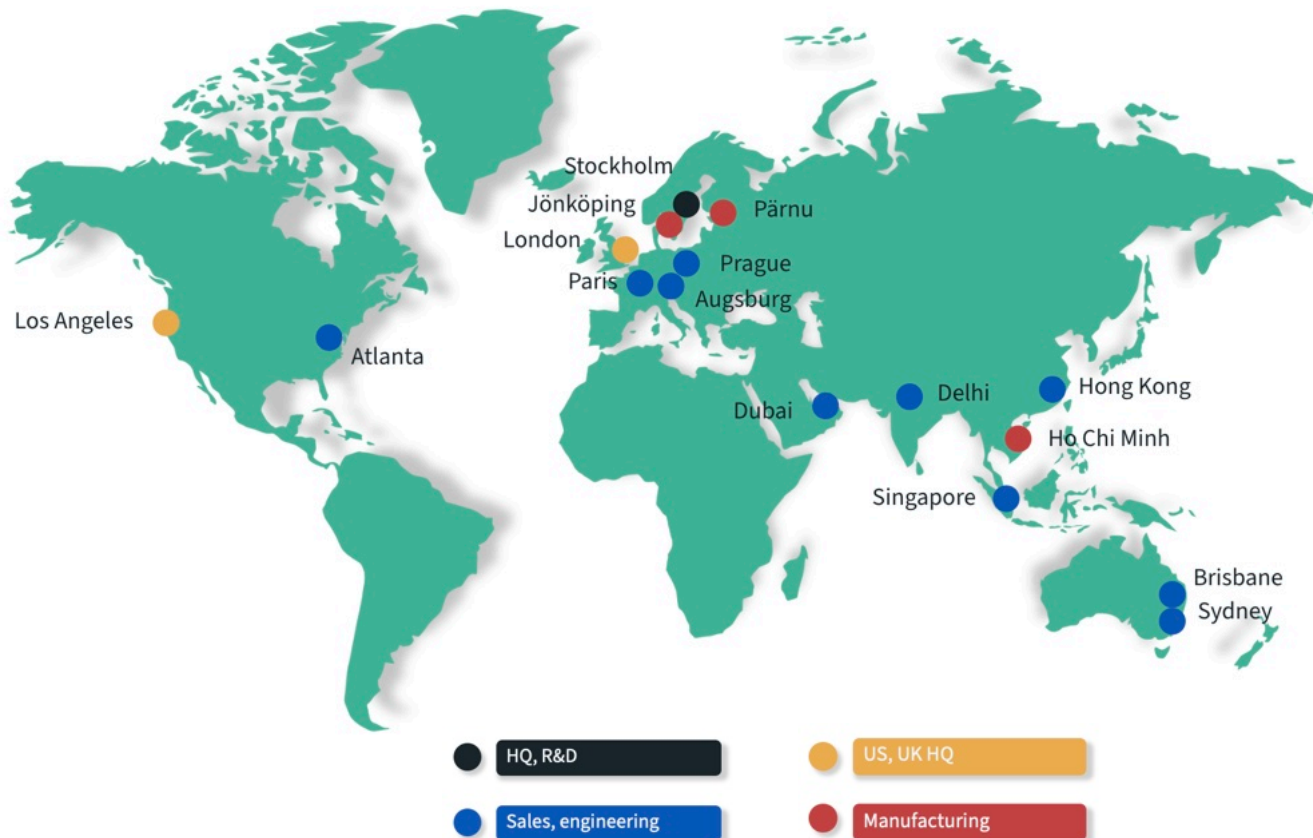 Stockholm
Jönköping
Pärnu
London
Prague
Paris
Augsburg
Los Angeles
Atlanta
Dubai
Delhi
Hong Kong
Ho Chi Minh
Singapore
Brisbane
Sydney
HQ, R&D
US, UK HQ
Sales, engineering
Manufacturing